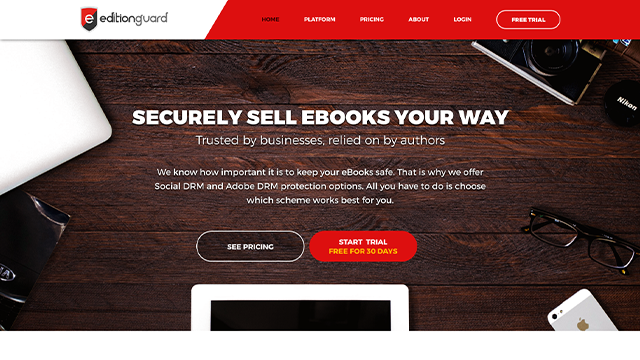 editionguard
HOME PLATFORM PRICING ABOUT LOGIN FREE TRIAL
Nikon
SECURELY SELL EBOOKS YOUR WAY
Trusted by businesses, relied on by authors
We know how important it is to keep your eBooks safe. That is why we offer
Social DRM and Adobe DRM protection options. All you have to do is choose
which scheme works best for you.
SEE PRICING
START TRIAL
FREE FOR 30 DAYS